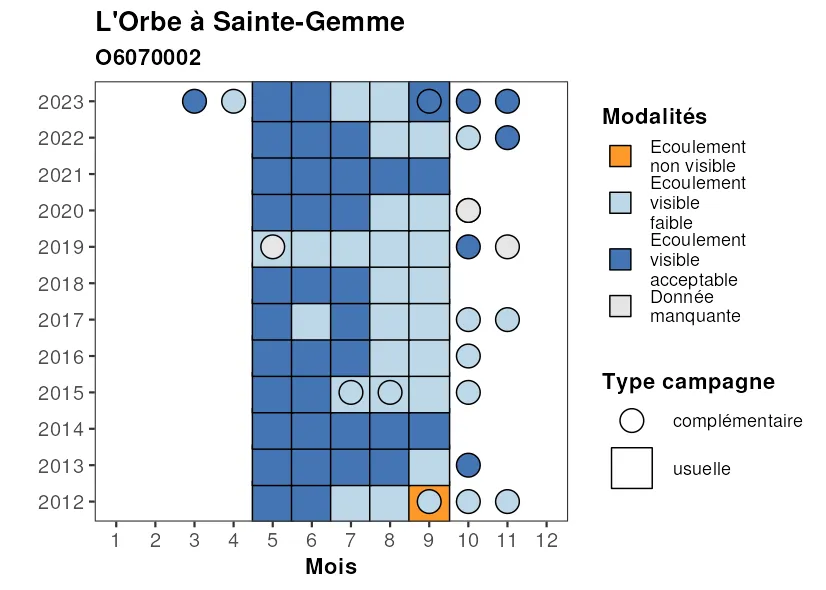 L'Orbe à Sainte-Gemme
O6070002
2023
2022
2021
2020
2019
2018
2017
2016
2015
2014
2013
2012
1 2 3 4 5 6 7 8 9 10 11 12
Mois
Modalités
Ecoulement
non visible
Ecoulement
visible
faible
Ecoulement
visible
acceptable
Donnée
manquante
Type campagne
complémentaire
usuelle